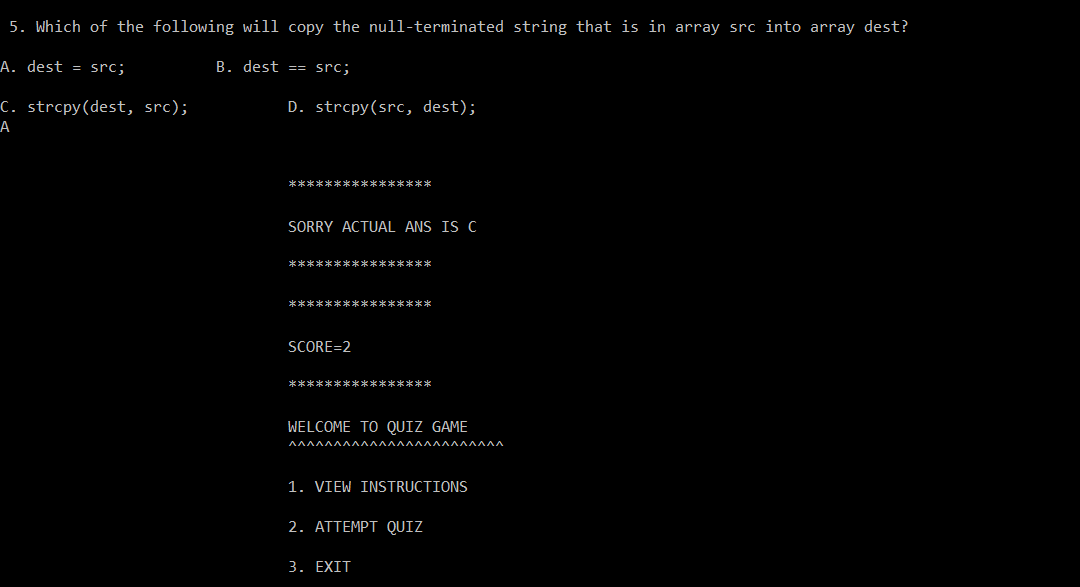 5. Which of the following will copy the null-terminated string that is in array src into array dest?
A. dest = src; B. dest == src;
C. strcpy(dest, src); D. strcpy(src, dest);
A
****************
SORRY ACTUAL ANS IS C
****************
****************
SCORE=2
****************
WELCOME TO QUIZ GAME
^^^^^^^^^^^^^^^^^^^^^^^^
1. VIEW INSTRUCTIONS
2. ATTEMPT QUIZ
3. EXIT